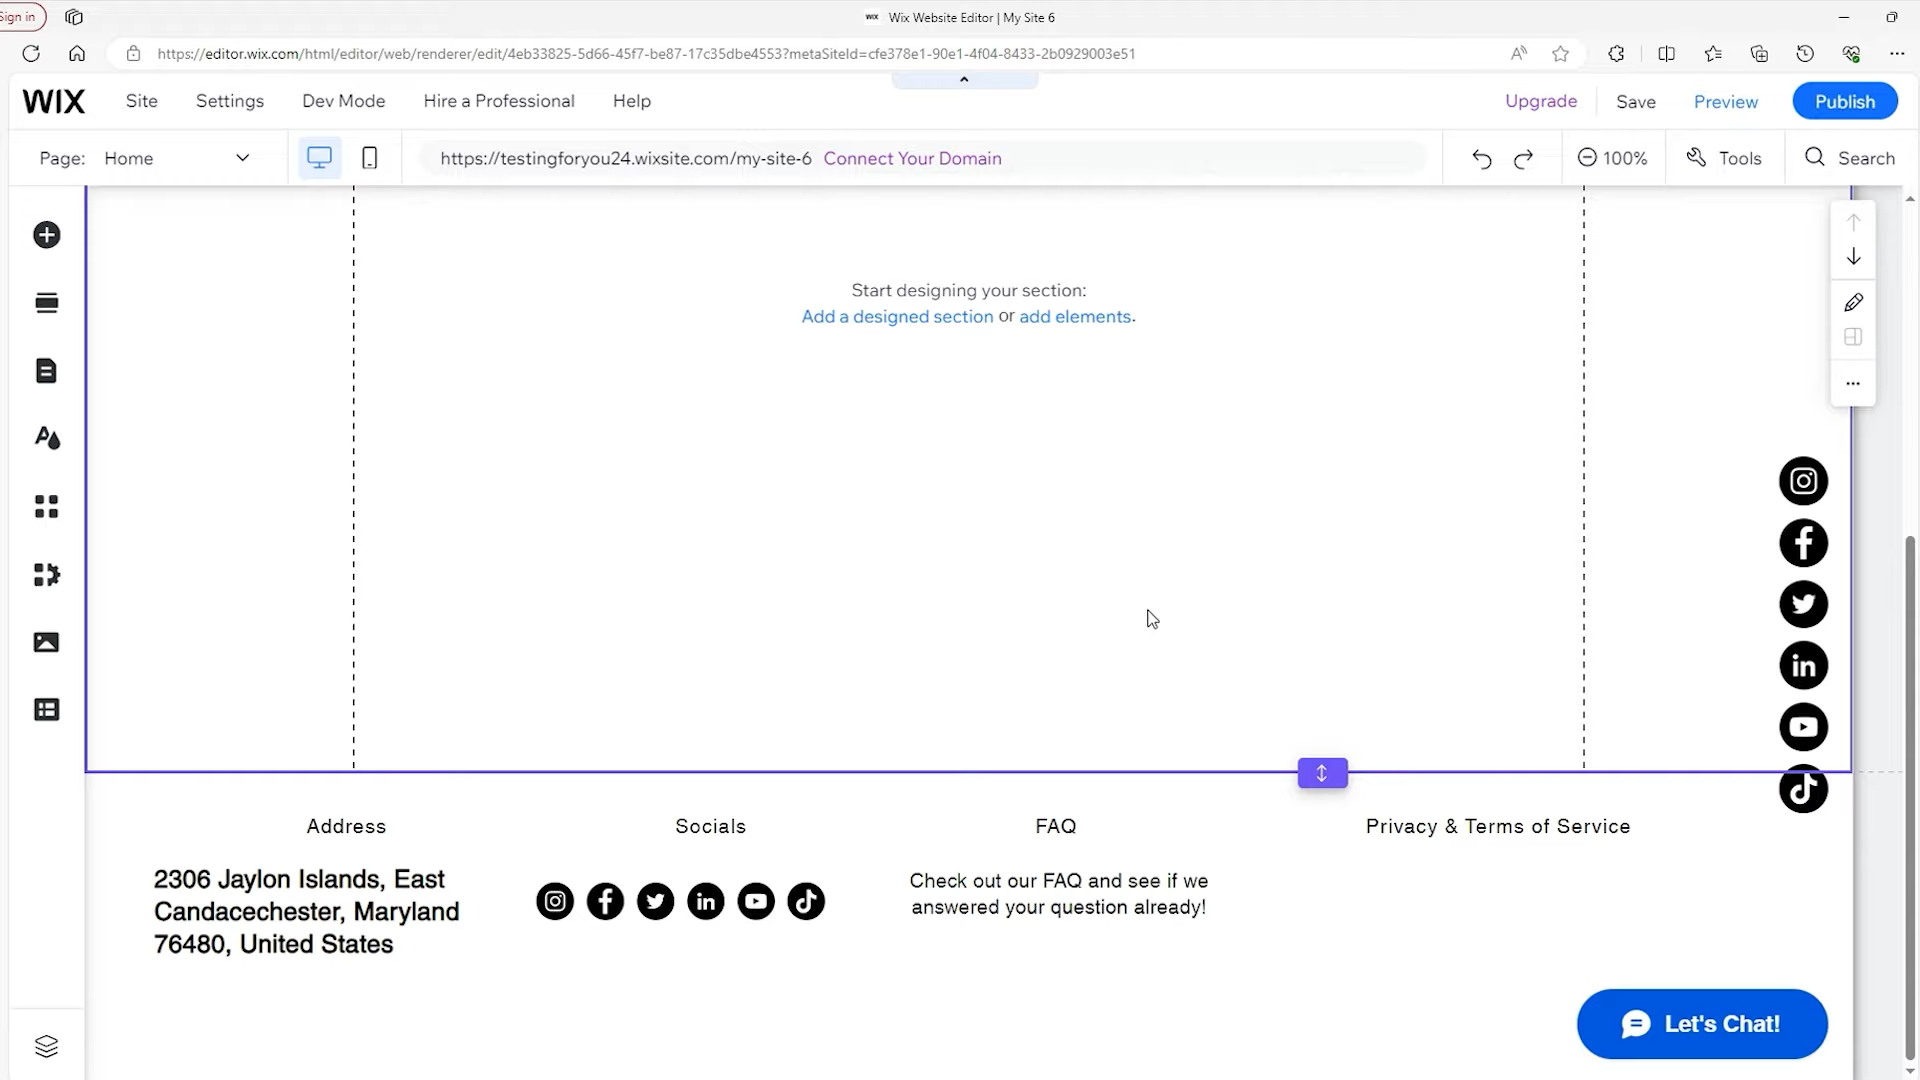 Sign in
WIX Wix Website Editor | My Site 6
https://editor.wix.com/html/editor/web/renderer/edit/4eb33825-5d66-45f7-be87-17c35dbe4553?metaSiteId=cfe378e1-90e1-4f04-8433-2b0929003e51
WIX Site Settings Dev Mode Hire a Professional Help Upgrade Save Preview Publish
Page: Home https://testingforyou24.wixsite.com/my-site-6 Connect Your Domain 100% Tools Search
Start designing your section:
Add a designed section or add elements.
Address Socials FAQ Privacy & Terms of Service
2306 Jaylon Islands, East
Candacechester, Maryland
76480, United States
Check out our FAQ and see if we
answered your question already!
Let's Chat!